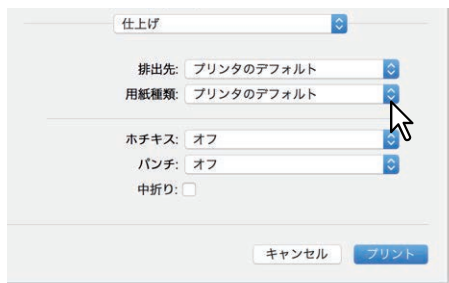 仕上げ
排出先: プリンタのデフォルト
用紙種類: プリンタのデフォルト
ホチキス: オフ
パンチ: オフ
中折り:
キャンセル プリント